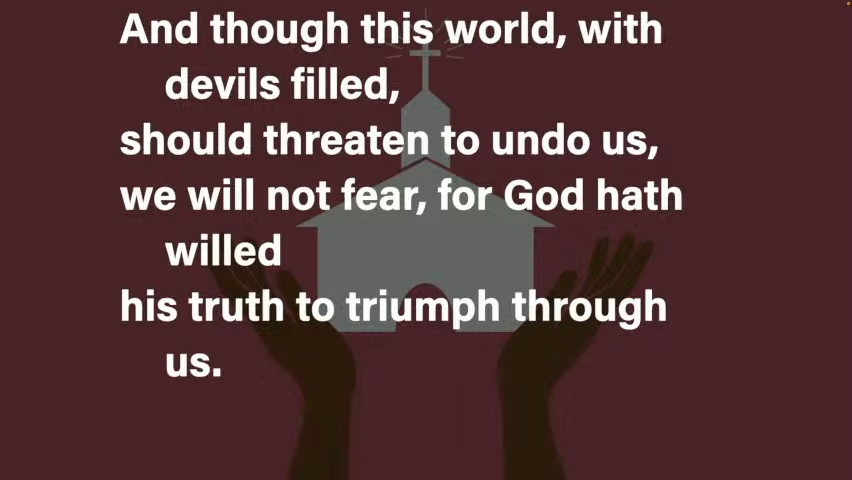 And though this world, with
devils filled,
should threaten to undo us,
we will not fear, for God hath
willed
his truth to triumph through
us.